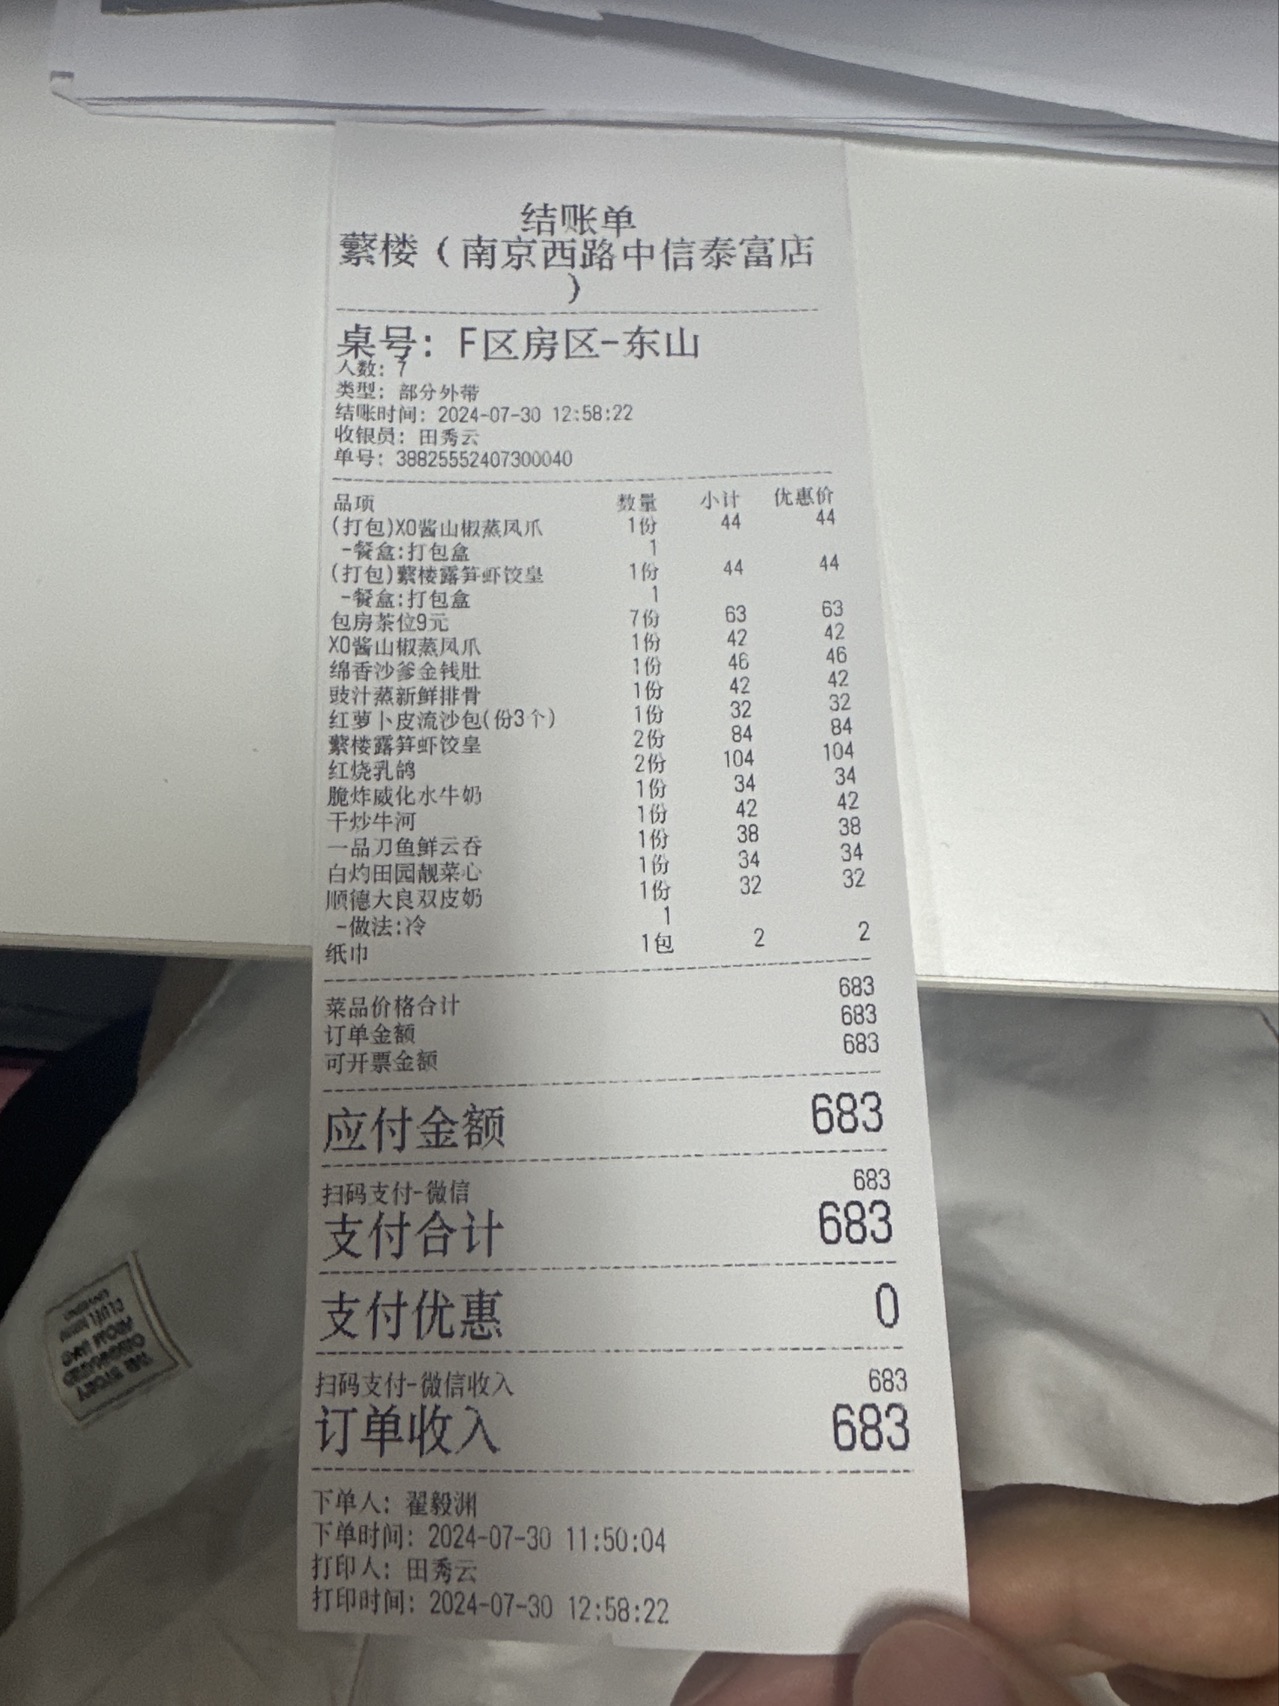 结账单
蘩楼（南京西路中信泰富店
）
桌号：F区房区-东山
人数：7
类型：部分外带
结账时间：2024-07-30 12:58:22
收银员：田秀云
单号：38825552407300040
品项 数量 小计 优惠价
(打包)XO酱山椒蒸凤爪 1份 44 44
-餐盒:打包盒 1
(打包)蘩楼露笋虾饺皇 1份 44 44
-餐盒:打包盒 1
包房茶位9元 7份 63 63
XO酱山椒蒸凤爪 1份 42 42
绵香沙爹金钱肚 1份 46 46
豉汁蒸新鲜排骨 1份 42 42
红萝卜皮流沙包(份3个) 1份 32 32
蘩楼露笋虾饺皇 2份 84 84
红烧乳鸽 2份 104 104
脆炸威化水牛奶 1份 34 34
干炒牛河 1份 42 42
一品刀鱼鲜云吞 1份 38 38
白灼田园靓菜心 1份 34 34
顺德大良双皮奶 1份 32 32
-做法:冷 1
纸巾 1包 2 2
菜品价格合计 683
订单金额 683
可开票金额 683
应付金额 683
扫码支付-微信 683
支付合计 683
支付优惠 0
扫码支付-微信收入 683
订单收入 683
下单人：翟毅渊
下单时间：2024-07-30 11:50:04
打印人：田秀云
打印时间：2024-07-30 12:58:22